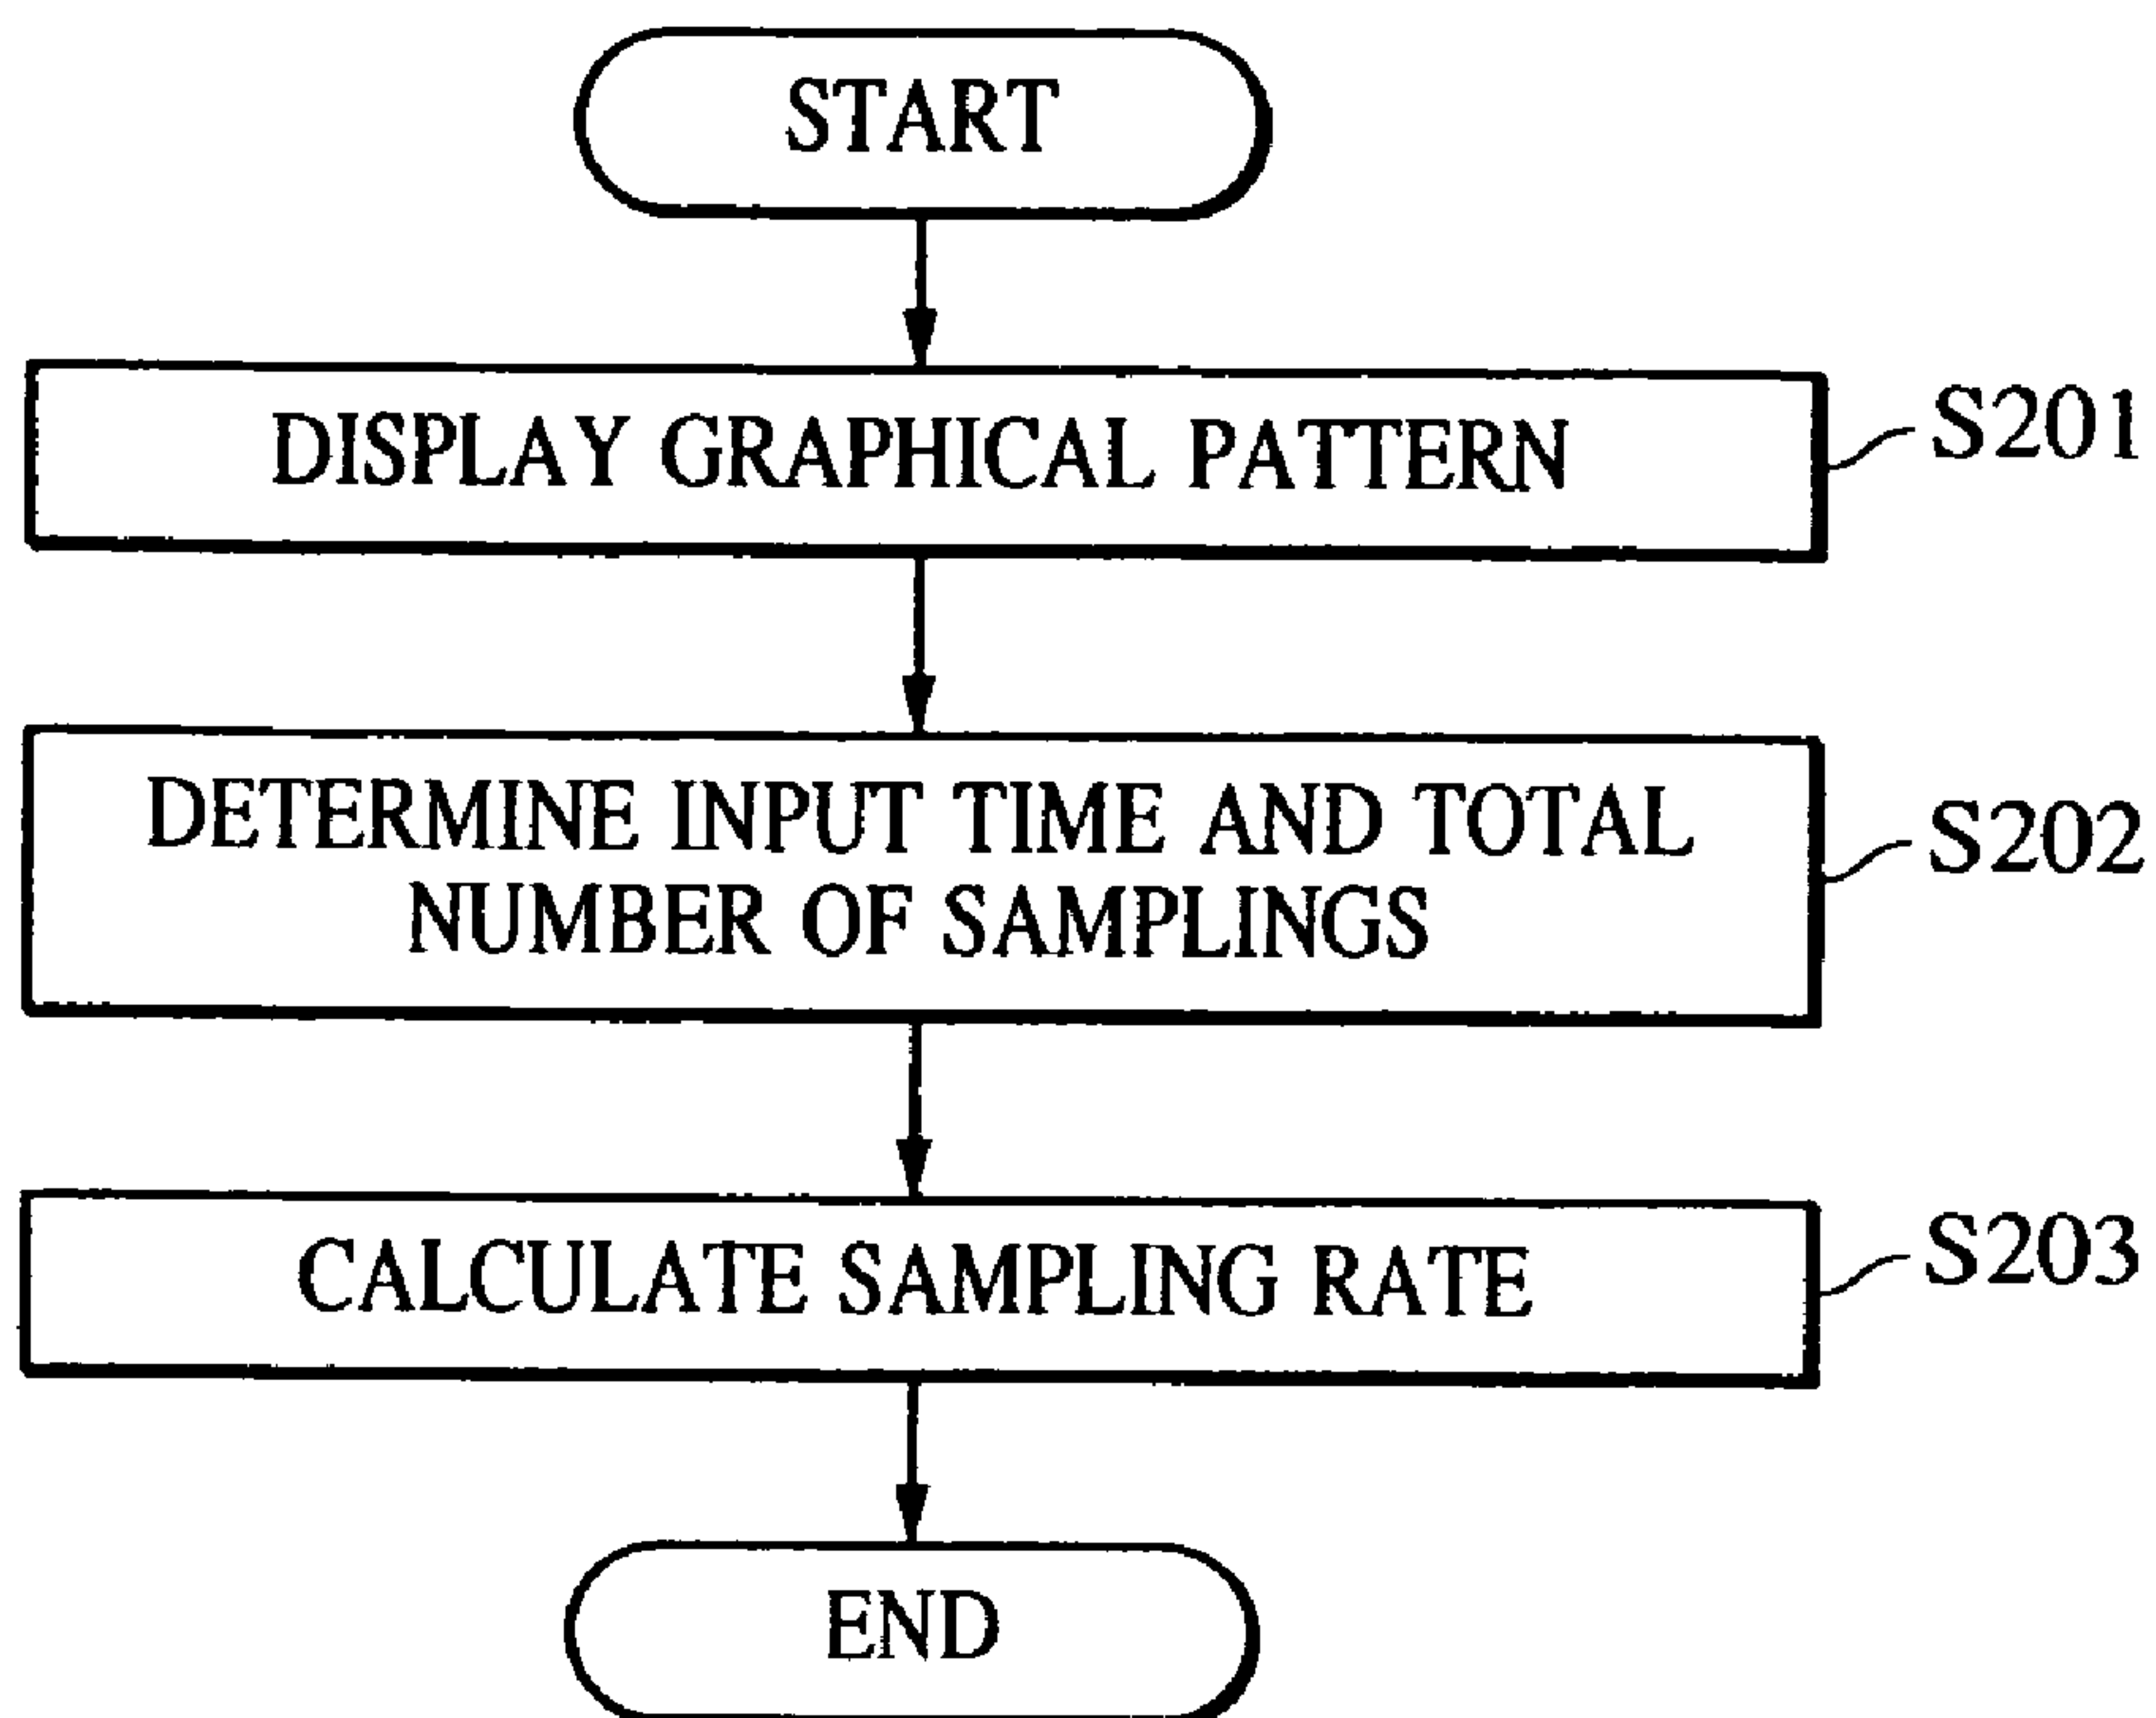 START
DISPLAY GRAPHICAL PATTERN
S201
DETERMINE INPUT TIME AND TOTAL
NUMBER OF SAMPLINGS
S202
CALCULATE SAMPLING RATE
S203
END